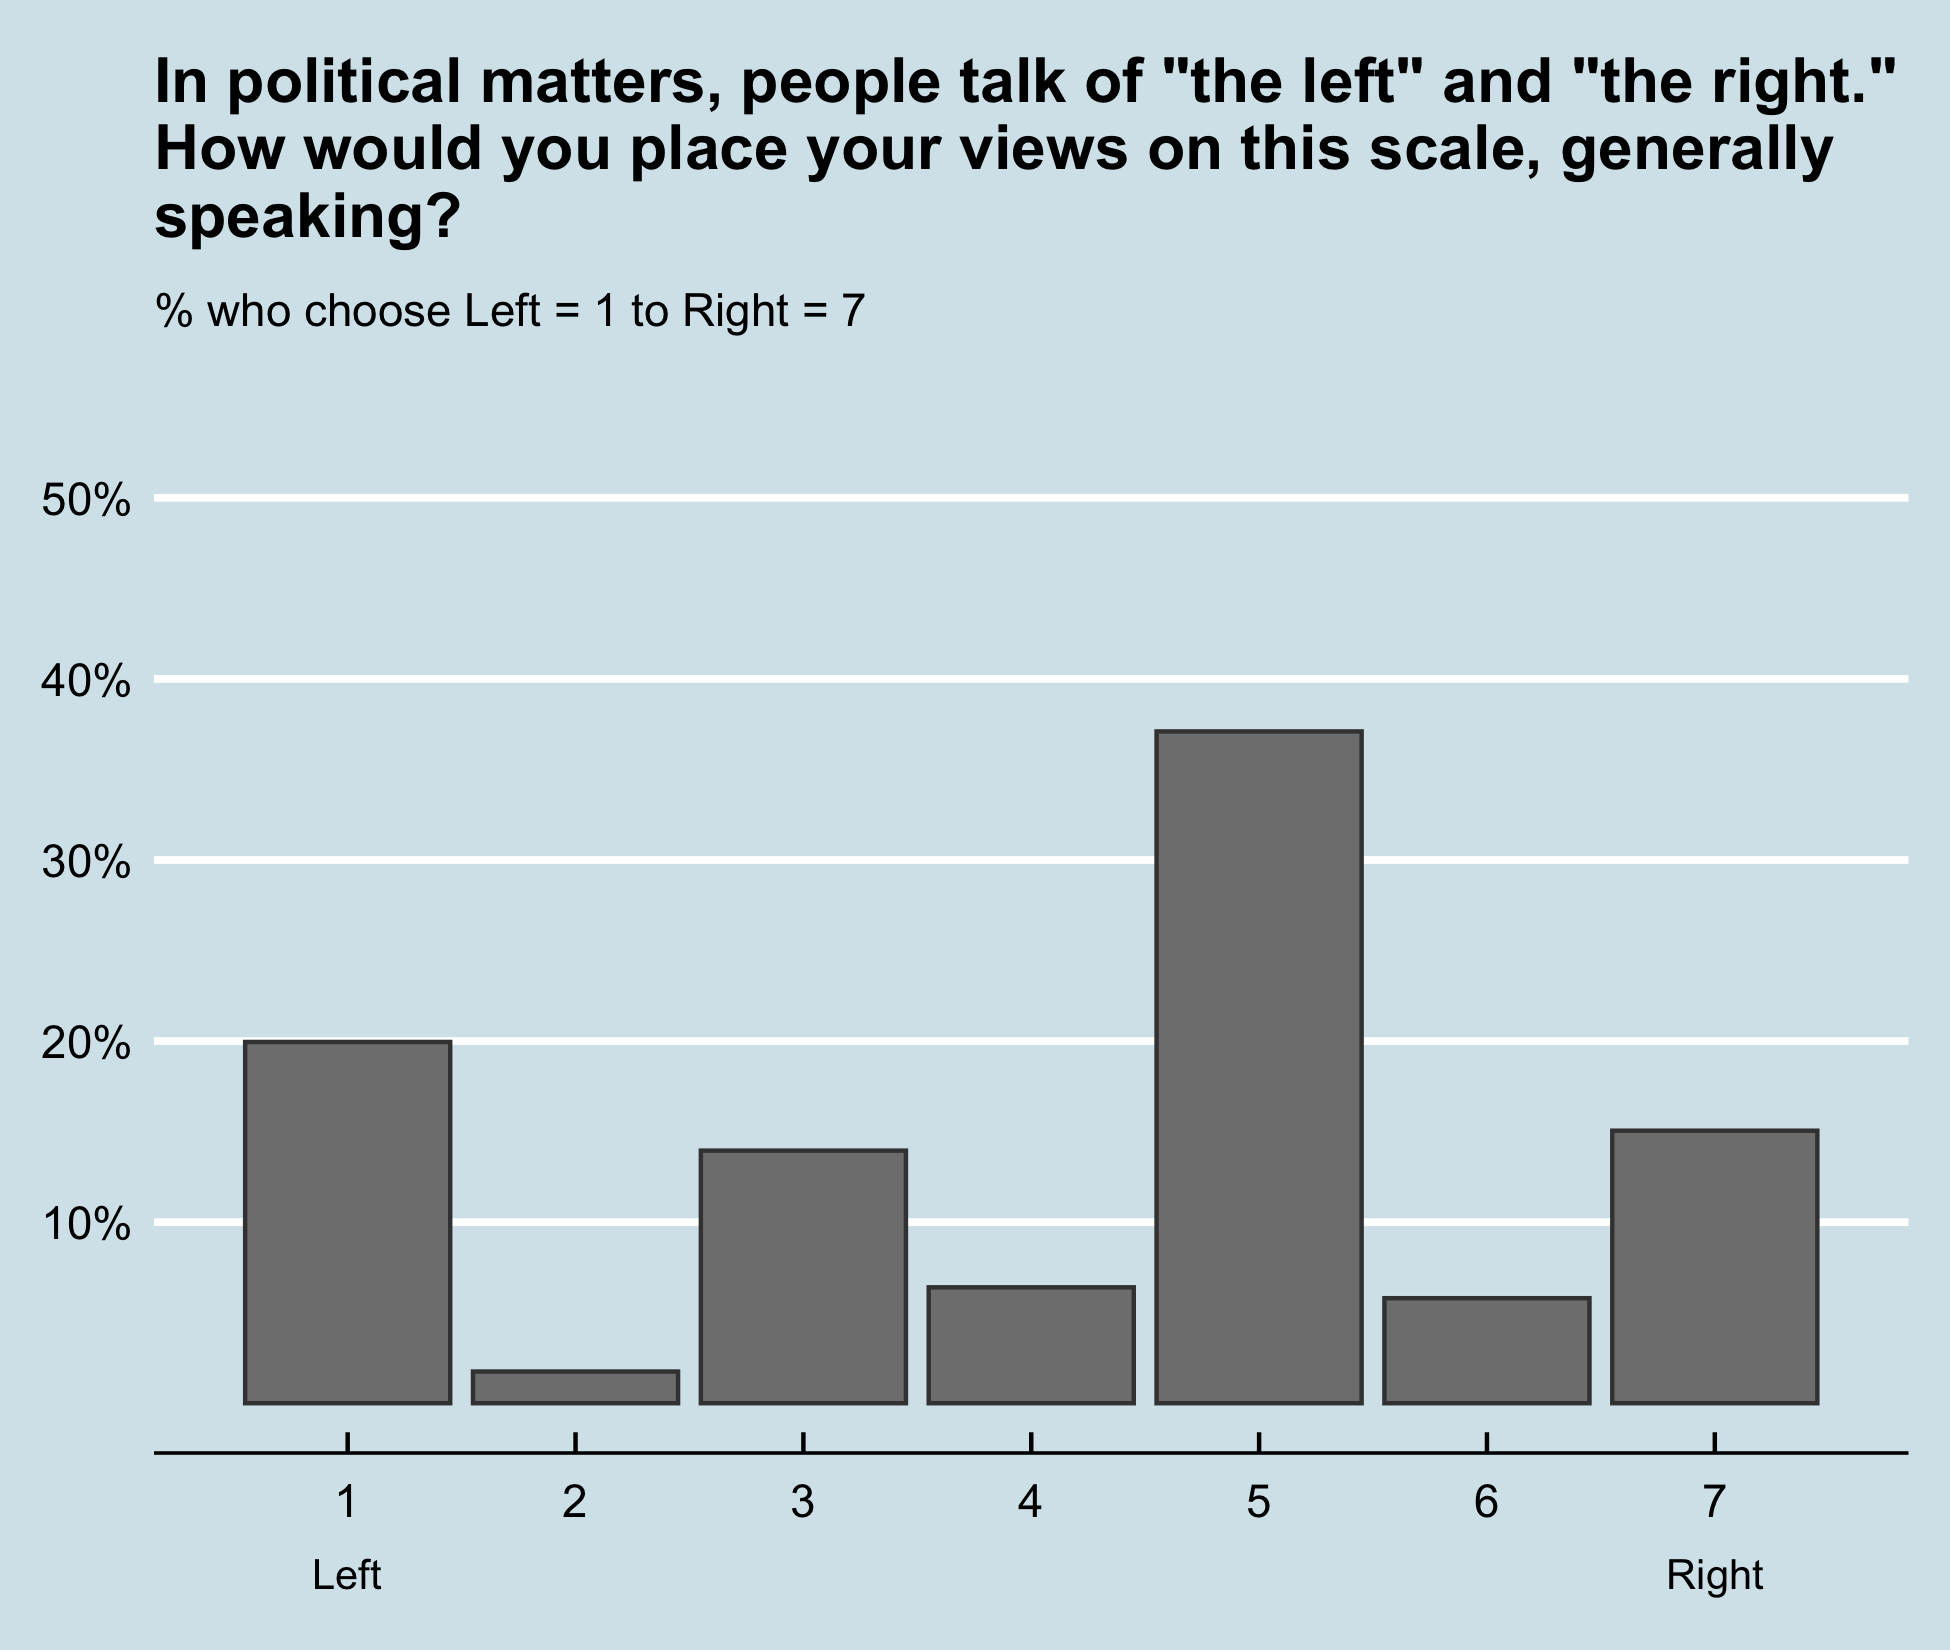 In political matters, people talk of "the left" and "the right."
How would you place your views on this scale, generally
speaking?
% who choose Left = 1 to Right = 7
50%
40%
30%
20%
10%
1 2 3 4 5 6 7
Left Right